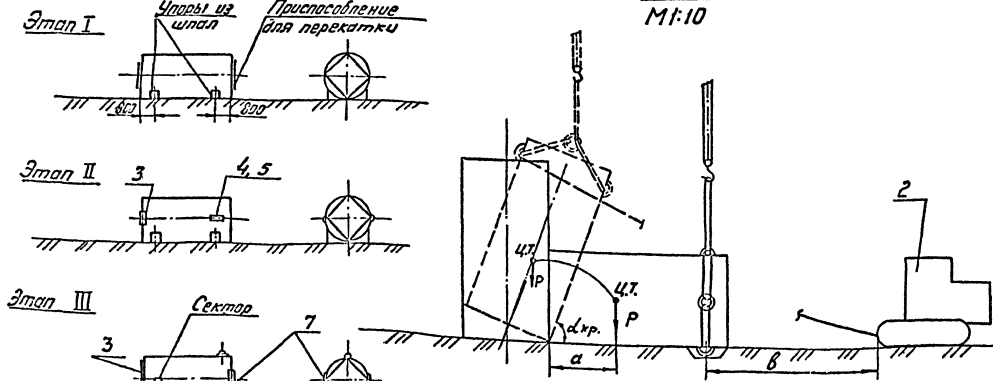 Этап I
Упоры из
шпал
Приспособление
для перекатки
800
800
Этап II
3
4, 5
Этап III
3
Сектор
7
М1:10
ц.т.
Р
ц.т.
Р
αкр.
а
в
2